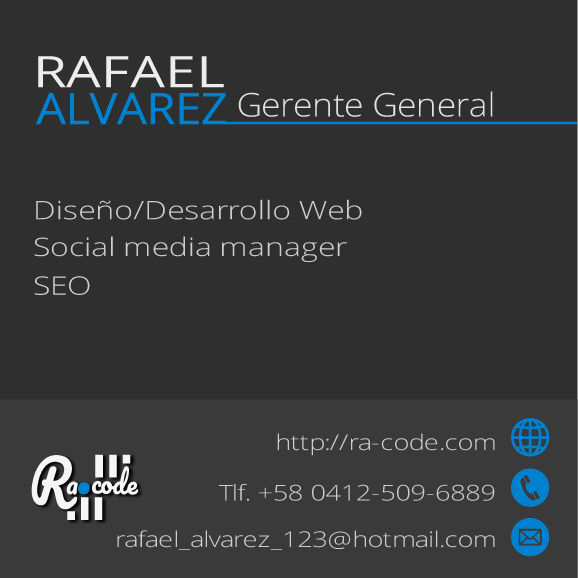 RAFAEL
ALVAREZ Gerente General
Diseño/Desarrollo Web
Social media manager
SEO
http://ra-code.com
Ra code
Tlf. +58 0412-509-6889
rafael_alvarez_123@hotmail.com